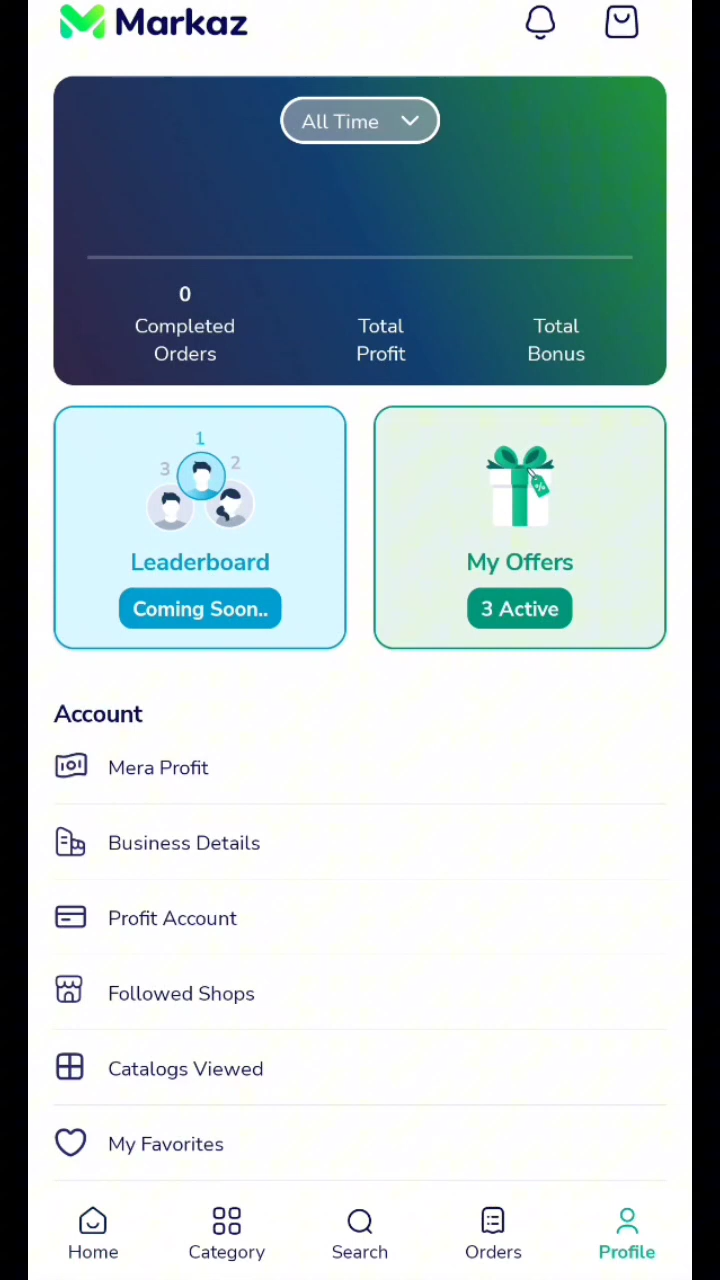 Markaz
All Time
0
Completed
Orders
Total
Profit
Total
Bonus
1
3
2
Leaderboard
Coming Soon..
%
My Offers
3 Active
Account
Mera Profit
Business Details
Profit Account
Followed Shops
Catalogs Viewed
My Favorites
Home
Category
Search
Orders
Profile